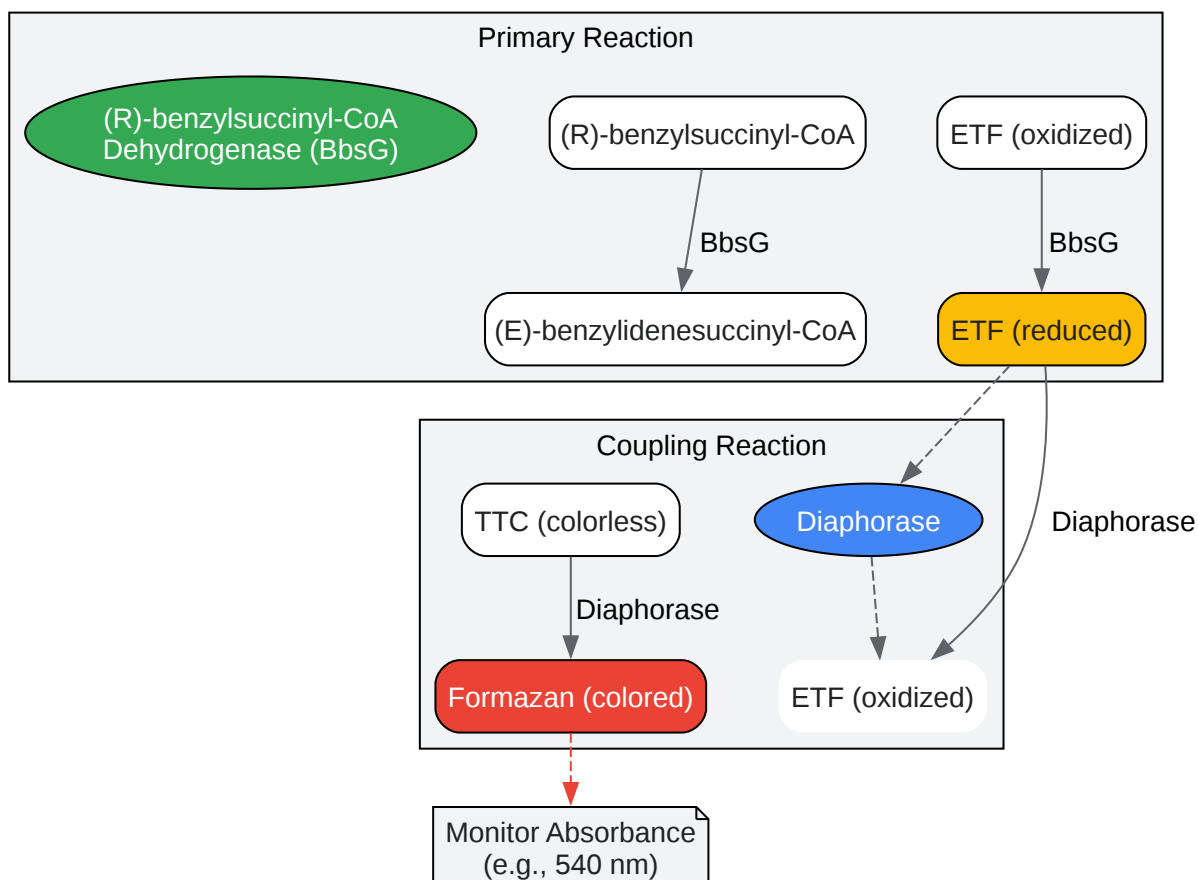 Primary Reaction
(R)-benzylsuccinyl-CoA
Dehydrogenase (BbsG)
(R)-benzylsuccinyl-CoA
ETF (oxidized)
BbsG
BbsG
(E)-benzylidenesuccinyl-CoA
ETF (reduced)
Coupling Reaction
TTC (colorless)
Diaphorase
Diaphorase
Diaphorase
Formazan (colored)
ETF (oxidized)
Monitor Absorbance
(e.g., 540 nm)